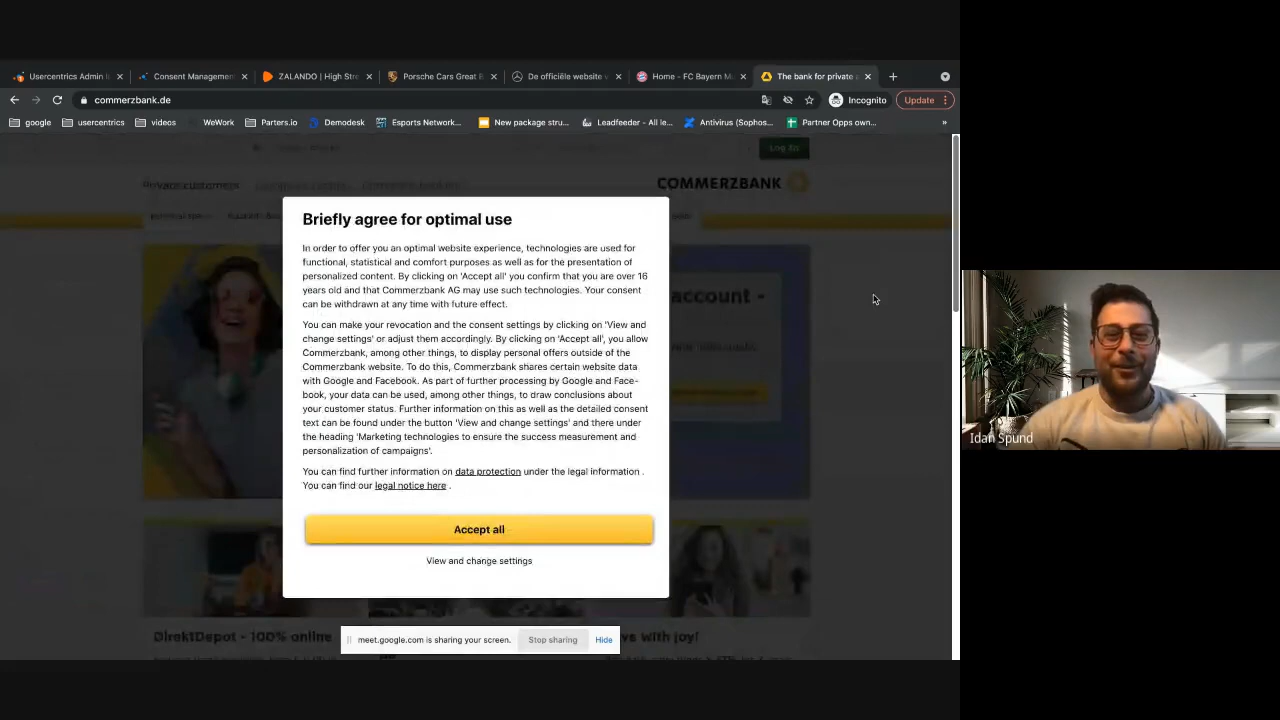 Usercentrics Admin I
Consent Managemen
ZALANDO | High Stre
Porsche Cars Great B
De officiële website v
Home - FC Bayern M
The bank for private
commerzbank.de
Incognito
Update
google
usercentrics
videos
WeWork
Parters.io
Demodesk
Esports Network...
New package stru...
Leadfeeder - All le...
Antivirus (Sophos...
Partner Opps own...
»
Log In
Private customers
COMMERZBANK
Briefly agree for optimal use
In order to offer you an optimal website experience, technologies are used for
functional, statistical and comfort purposes as well as for the presentation of
personalized content. By clicking on 'Accept all' you confirm that you are over 16
years old and that Commerzbank AG may use such technologies. Your consent
can be withdrawn at any time with future effect.
You can make your revocation and the consent settings by clicking on 'View and
change settings' or adjust them accordingly. By clicking on 'Accept all', you allow
Commerzbank, among other things, to display personal offers outside of the
Commerzbank website. To do this, Commerzbank shares certain website data
with Google and Facebook. As part of further processing by Google and Face-
book, your data can be used, among other things, to draw conclusions about
your customer status. Further information on this as well as the detailed consent
text can be found under the button 'View and change settings' and there under
the heading 'Marketing technologies to ensure the success measurement and
personalization of campaigns'.
You can find further information on data protection under the legal information .
You can find our legal notice here .
Accept all
View and change settings
account -
DirektDepot - 100% online
with joy!
meet.google.com is sharing your screen.
Stop sharing
Hide
Idan Spund